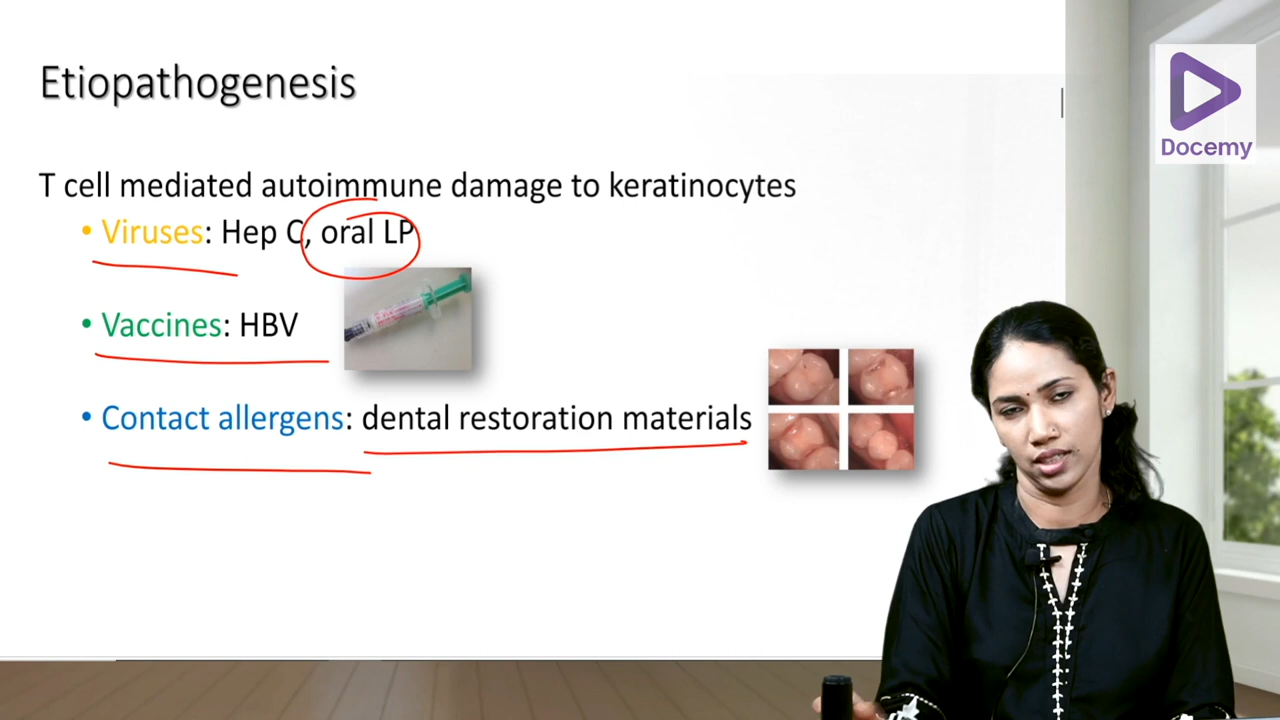 Etiopathogenesis
T cell mediated autoimmune damage to keratinocytes
• Viruses: Hep C, oral LP
• Vaccines: HBV
• Contact allergens: dental restoration materials
Docemy